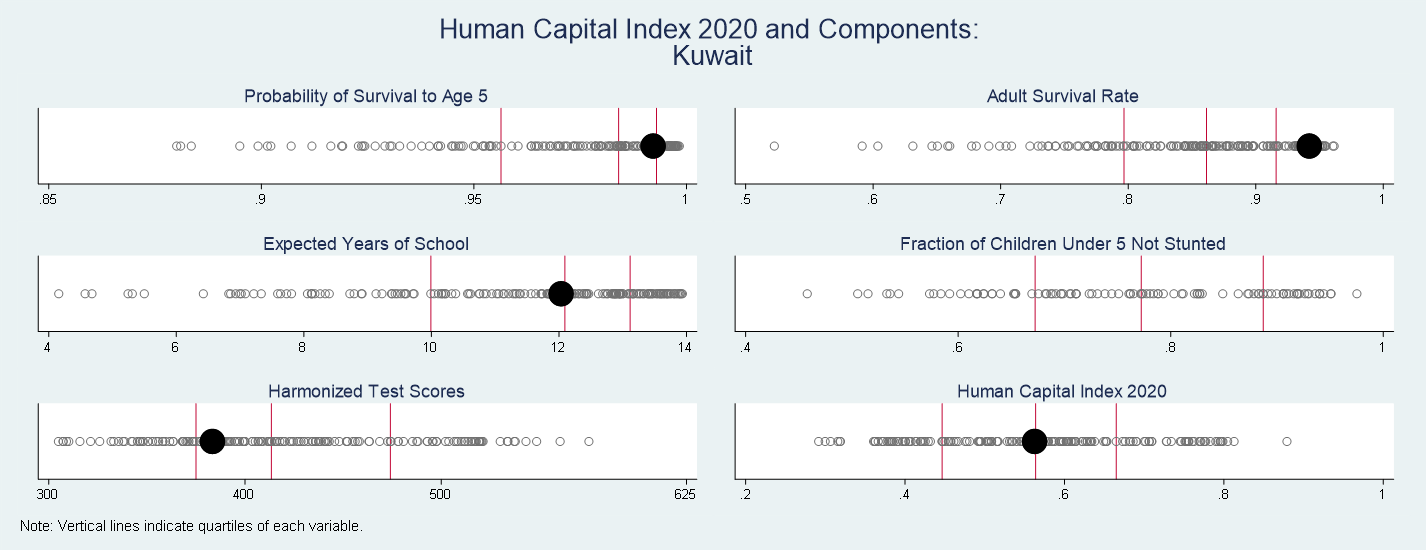 Human Capital Index 2020 and Components:
Kuwait
Probability of Survival to Age 5
.85 .9 .95 1
Adult Survival Rate
.5 .6 .7 .8 .9 1
Expected Years of School
4 6 8 10 12 14
Fraction of Children Under 5 Not Stunted
.4 .6 .8 1
Harmonized Test Scores
300 400 500 625
Human Capital Index 2020
.2 .4 .6 .8 1
Note: Vertical lines indicate quartiles of each variable.